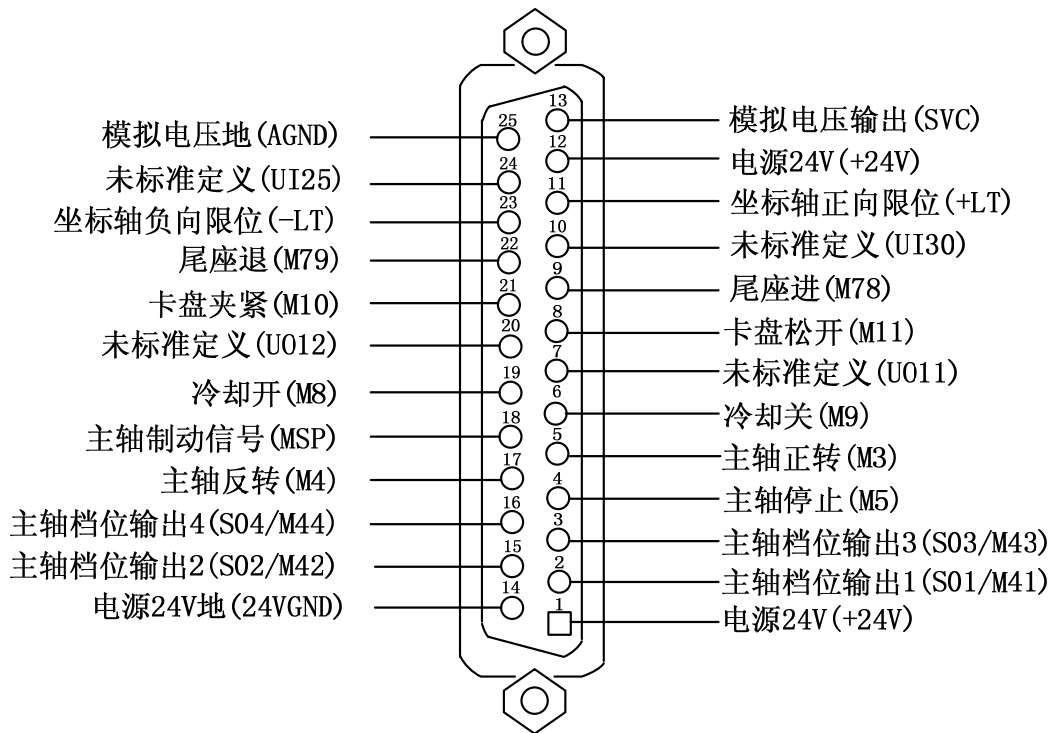 模拟电压地(AGND)
未标准定义(UI25)
坐标轴负向限位(-LT)
尾座退(M79)
卡盘夹紧(M10)
未标准定义(UO12)
冷却开(M8)
主轴制动信号(MSP)
主轴反转(M4)
主轴档位输出4(S04/M44)
主轴档位输出2(S02/M42)
电源24V地(24VGND)
25
24
23
22
21
20
19
18
17
16
15
14
13
12
11
10
9
8
7
6
5
4
3
2
1
模拟电压输出(SVC)
电源24V(+24V)
坐标轴正向限位(+LT)
未标准定义(UI30)
尾座进(M78)
卡盘松开(M11)
未标准定义(UO11)
冷却关(M9)
主轴正转(M3)
主轴停止(M5)
主轴档位输出3(S03/M43)
主轴档位输出1(S01/M41)
电源24V(+24V)